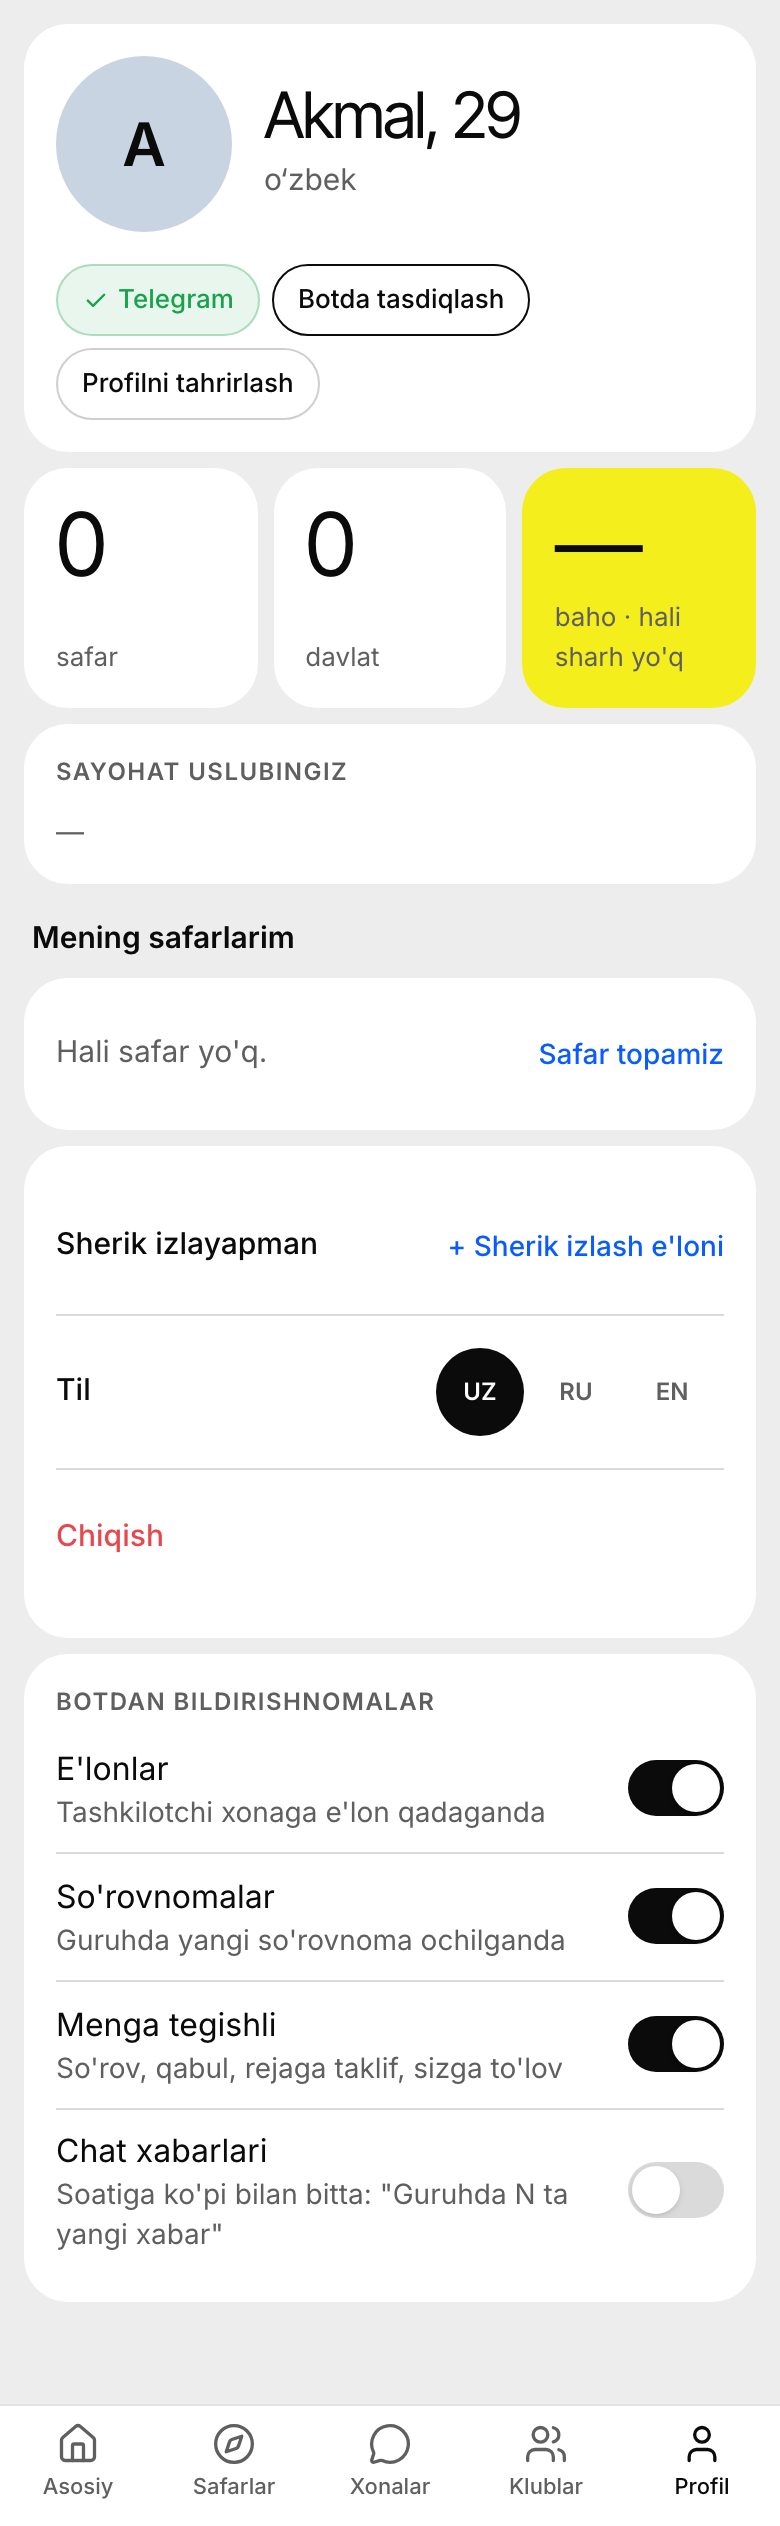 A
Akmal, 29
oʻzbek
Telegram
Botda tasdiqlash
Profilni tahrirlash
0
safar
0
davlat
—
baho · hali
sharh yo'q
SAYOHAT USLUBINGIZ
—
Mening safarlarim
Hali safar yo'q.
Safar topamiz
Sherik izlayapman
+ Sherik izlash e'loni
Til
UZ
RU
EN
Chiqish
BOTDAN BILDIRISHNOMALAR
E'lonlar
Tashkilotchi xonaga e'lon qadaganda
So'rovnomalar
Guruhda yangi so'rovnoma ochilganda
Menga tegishli
So'rov, qabul, rejaga taklif, sizga to'lov
Chat xabarlari
Soatiga ko'pi bilan bitta: "Guruhda N ta
yangi xabar"
Asosiy
Safarlar
Xonalar
Klublar
Profil